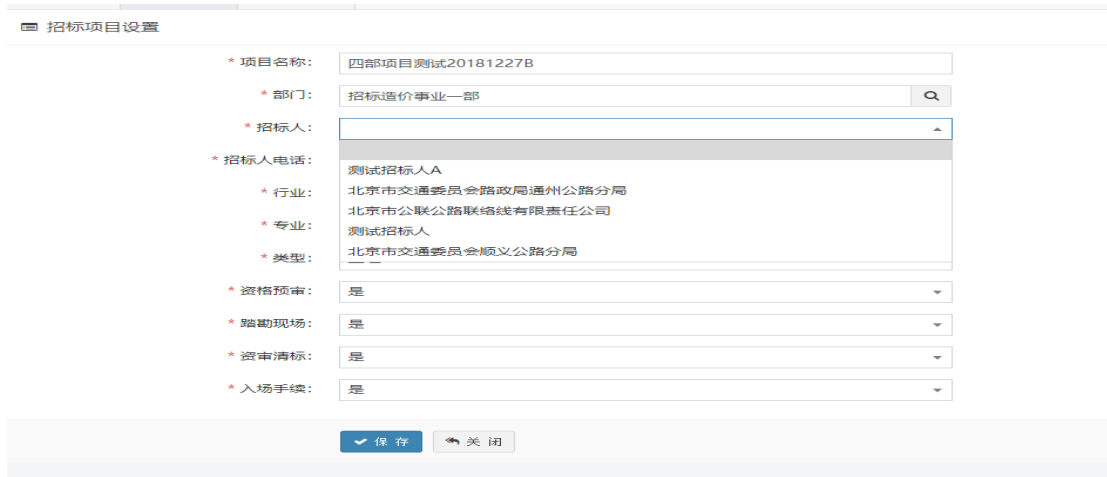 招标项目设置
* 项目名称: 四部项目测试20181227B
* 部门: 招标造价事业一部
* 招标人:
* 招标人电话:
测试招标人A
* 行业: 北京市交通委员会路政局通州公路分局
北京市公联公路联络线有限责任公司
* 专业: 测试招标人
* 类型: 北京市交通委员会顺义公路分局
* 资格预审: 是
* 踏勘现场: 是
* 资审清标: 是
* 入场手续: 是
保 存 关 闭